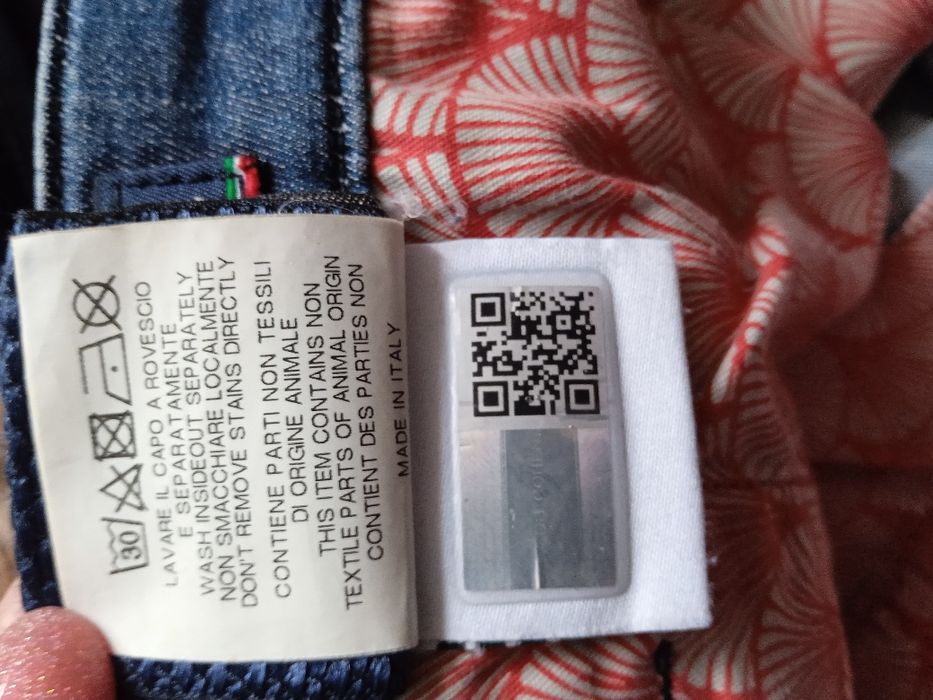 30
LAVARE IL CAPO A ROVESCIO
E SEPARATAMENTE
WASH INSIDEOUT SEPARATELY
NON SMACCHIARE LOCALMENTE
DON'T REMOVE STAINS DIRECTLY
CONTIENE PARTI NON TESSILI
DI ORIGINE ANIMALE
THIS ITEM CONTAINS NON
TEXTILE PARTS OF ANIMAL ORIGIN
CONTIENT DES PARTIES NON
MADE IN ITALY